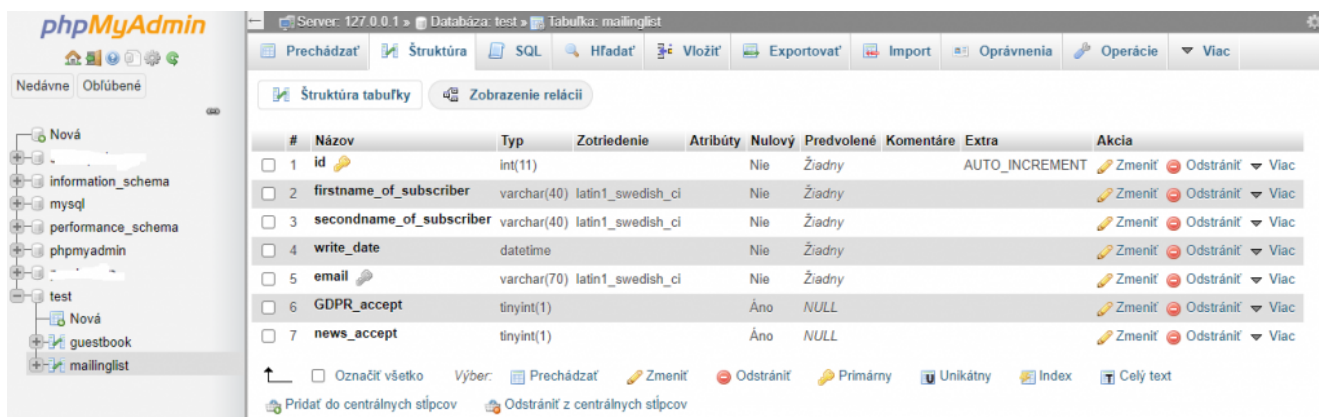 phpMyAdmin
Nedávne Obľúbené
Nová
information_schema
mysql
performance_schema
phpmyadmin
test
Nová
guestbook
mailinglist
Server: 127.0.0.1 » Databáza: test » Tabuľka: mailinglist
Prechádzať Štruktúra SQL Hľadať Vložiť Exportovať Import Oprávnenia Operácie Viac
Štruktúra tabuľky Zobrazenie relácii
# Názov Typ Zotriedenie Atribúty Nulový Predvolené Komentáre Extra Akcia
1 id int(11) Nie Žiadny AUTO_INCREMENT Zmeniť Odstrániť Viac
2 firstname_of_subscriber varchar(40) latin1_swedish_ci Nie Žiadny Zmeniť Odstrániť Viac
3 secondname_of_subscriber varchar(40) latin1_swedish_ci Nie Žiadny Zmeniť Odstrániť Viac
4 write_date datetime Nie Žiadny Zmeniť Odstrániť Viac
5 email varchar(70) latin1_swedish_ci Nie Žiadny Zmeniť Odstrániť Viac
6 GDPR_accept tinyint(1) Áno NULL Zmeniť Odstrániť Viac
7 news_accept tinyint(1) Áno NULL Zmeniť Odstrániť Viac
Označiť všetko Výber: Prechádzať Zmeniť Odstrániť Primárny Unikátny Index Celý text
Pridať do centrálnych stĺpcov Odstrániť z centrálnych stĺpcov